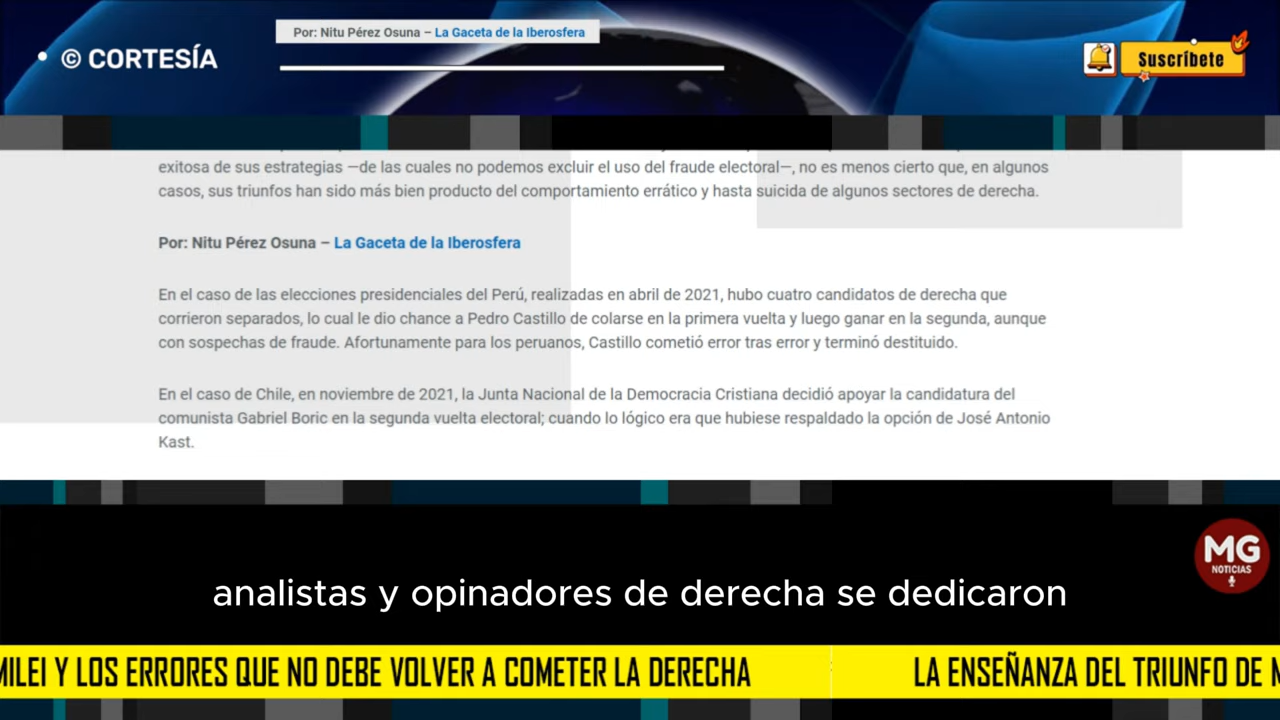 Por: Nitu Pérez Osuna – La Gaceta de la Iberosfera
• © CORTESÍA
Suscríbete
exitosa de sus estrategias —de las cuales no podemos excluir el uso del fraude electoral—, no es menos cierto que, en algunos
casos, sus triunfos han sido más bien producto del comportamiento errático y hasta suicida de algunos sectores de derecha.
Por: Nitu Pérez Osuna – La Gaceta de la Iberosfera
En el caso de las elecciones presidenciales del Perú, realizadas en abril de 2021, hubo cuatro candidatos de derecha que
corrieron separados, lo cual le dio chance a Pedro Castillo de colarse en la primera vuelta y luego ganar en la segunda, aunque
con sospechas de fraude. Afortunadamente para los peruanos, Castillo cometió error tras error y terminó destituido.
En el caso de Chile, en noviembre de 2021, la Junta Nacional de la Democracia Cristiana decidió apoyar la candidatura del
comunista Gabriel Boric en la segunda vuelta electoral; cuando lo lógico era que hubiese respaldado la opción de José Antonio
Kast.
MG
NOTICIAS
analistas y opinadores de derecha se dedicaron
MILEI Y LOS ERRORES QUE NO DEBE VOLVER A COMETER LA DERECHA
LA ENSEÑANZA DEL TRIUNFO DE M